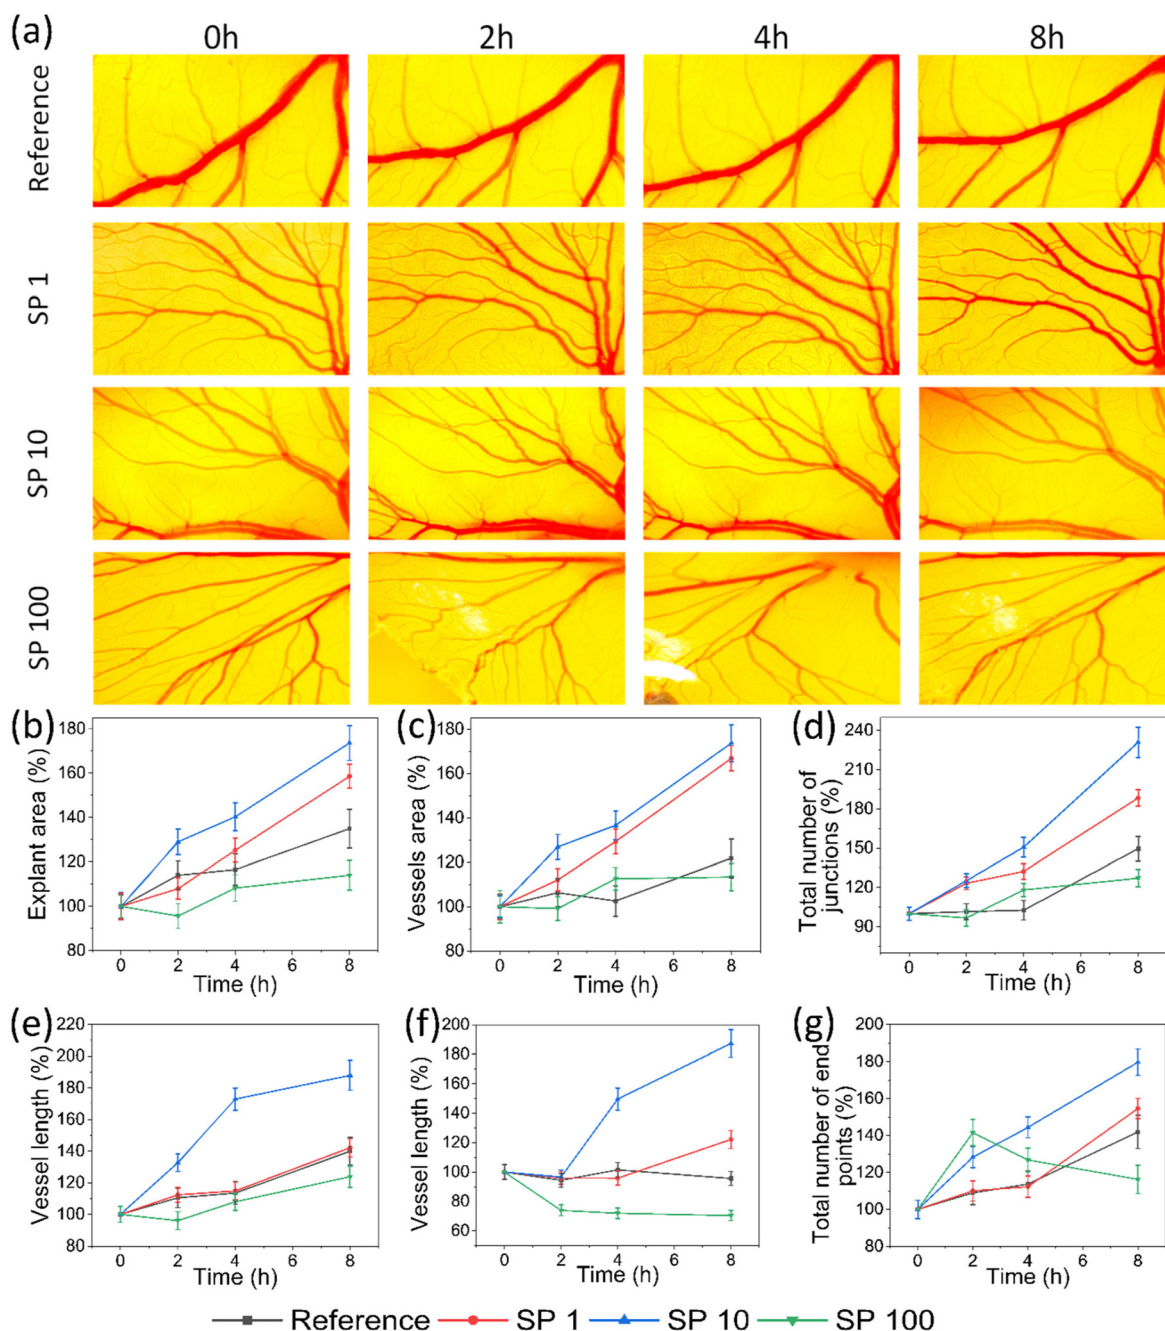 (a)
0h 2h 4h 8h
Reference
SP 1
SP 10
SP 100
(b)
Explant area (%)
180
160
140
120
100
80
0 2 4 6 8
Time (h)
(c)
Vessels area (%)
180
160
140
120
100
80
0 2 4 6 8
Time (h)
(d)
Total number of
junctions (%)
240
210
180
150
120
90
0 2 4 6 8
Time (h)
(e)
Vessel length (%)
220
200
180
160
140
120
100
80
0 2 4 6 8
Time (h)
(f)
Vessel length (%)
200
180
160
140
120
100
80
60
0 2 4 6 8
Time (h)
(g)
Total number of end
points (%)
200
180
160
140
120
100
80
0 2 4 6 8
Time (h)
Reference SP 1 SP 10 SP 100